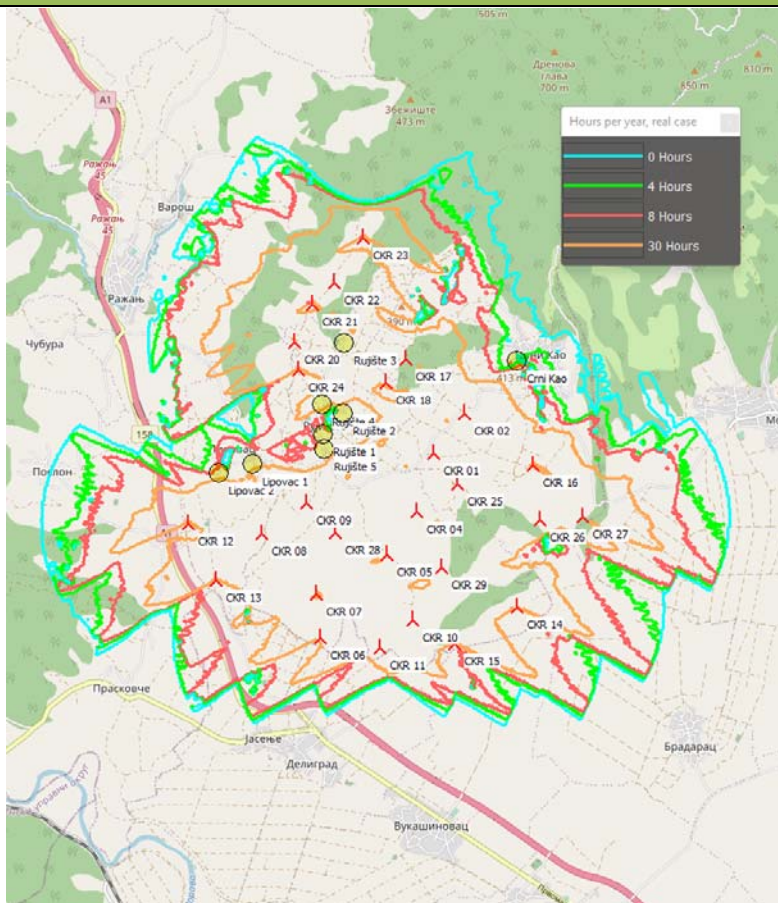 505 m
Дренова
глава
700 m
810 m
850 m
Збежиште
473 m
A1
Hours per year, real case
0 Hours
4 Hours
8 Hours
30 Hours
Ражањ
45
Варош
Ражањ
45
CKR 23
Ражањ
CKR 22
390 m
CKR 21
Чубура
CKR 20
Rujište 3
CKR 17
Crni Kao
413 m
CKR 24
CKR 18
CKR 02
Rujište 4
Rujište 2
158
Rujište 1
CKR 01
Rujište 5
Послон
Lipovac 1
CKR 16
Lipovac 2
CKR 25
CKR 09
CKR 04
CKR 12
CKR 08
CKR 28
CKR 26
CKR 27
CKR 05
CKR 29
CKR 13
CKR 07
CKR 14
CKR 10
CKR 06
CKR 11
CKR 15
Прасковче
Јасење
Делиград
Брадарац
Вукашиновац